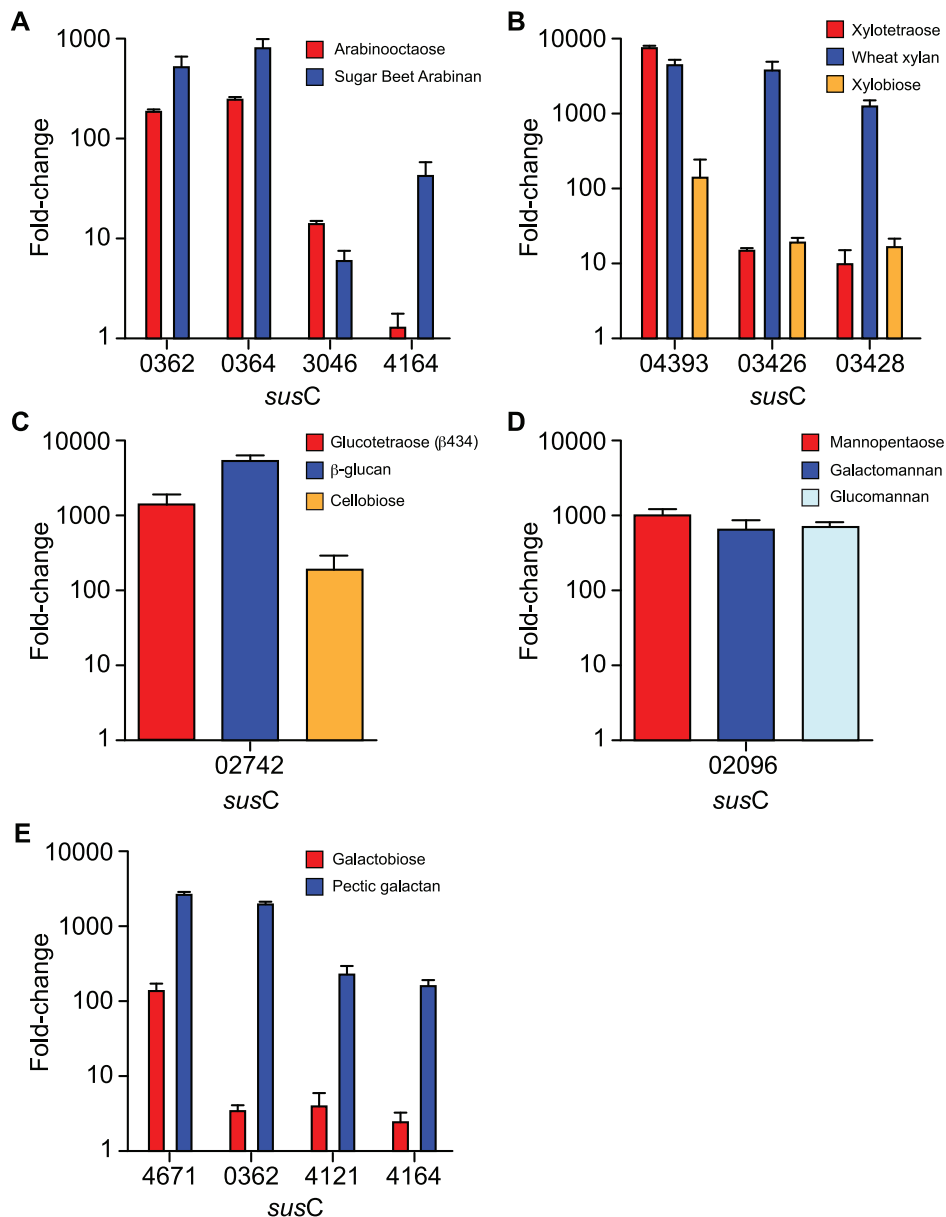 A
Fold-change
1000
100
10
1
Arabinooctaose
Sugar Beet Arabinan
0362 0364 3046 4164
susC
B
Fold-change
10000
1000
100
10
1
Xylotetraose
Wheat xylan
Xylobiose
04393 03426 03428
susC
C
Fold-change
10000
1000
100
10
1
Glucotetraose (β434)
β-glucan
Cellobiose
02742
susC
D
Fold-change
10000
1000
100
10
1
Mannopentaose
Galactomannan
Glucomannan
02096
susC
E
Fold-change
10000
1000
100
10
1
Galactobiose
Pectic galactan
4671 0362 4121 4164
susC